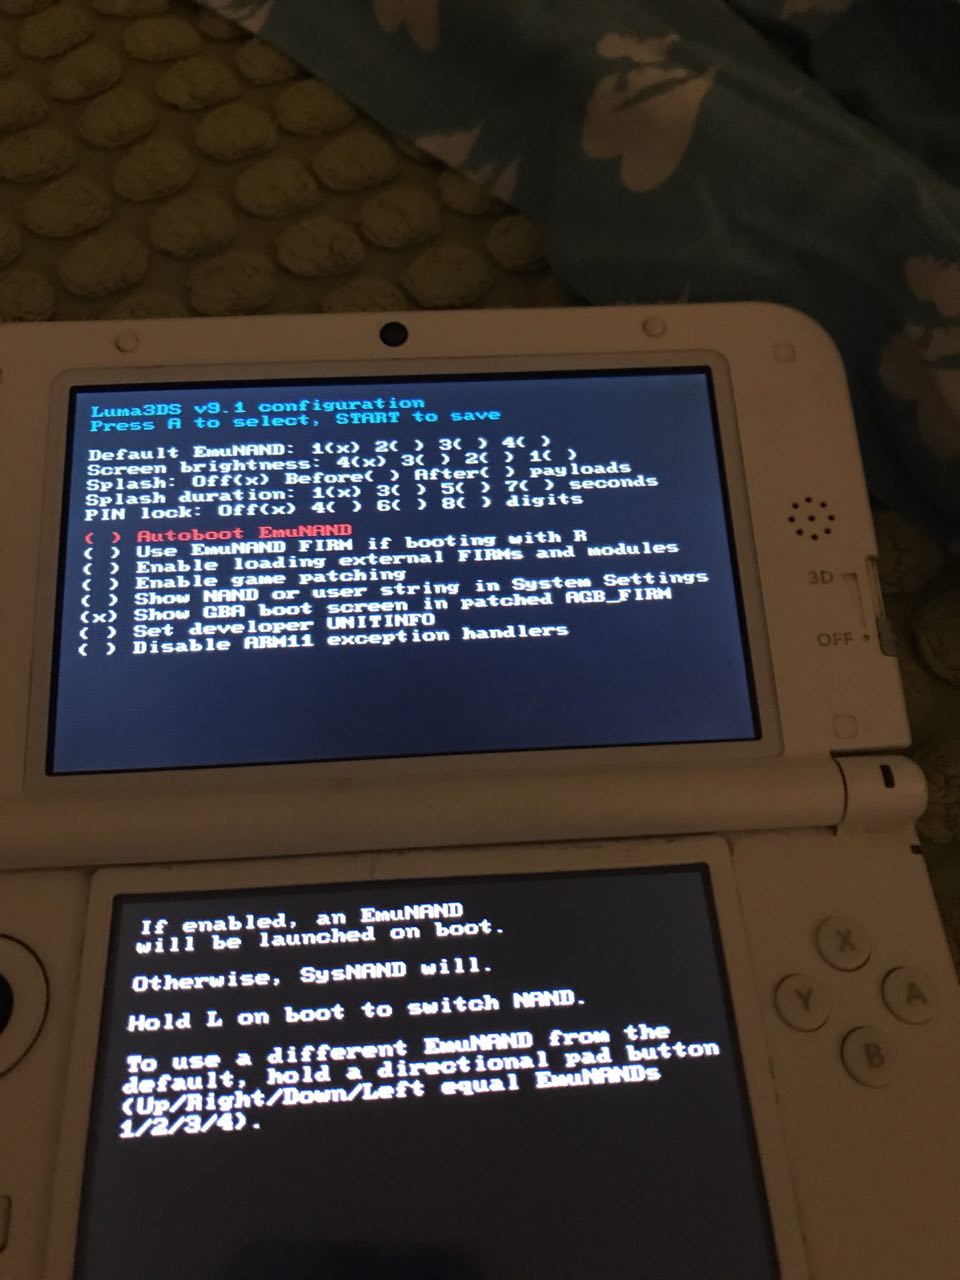 Luma3DS v9.1 configuration
Press A to select, START to save
Default EmuNAND: 1(x) 2( ) 3( ) 4( )
Screen brightness: 4(x) 3( ) 2( ) 1( )
Splash: Off(x) Before( ) After( ) payloads
Splash duration: 1(x) 3( ) 5( ) 7( ) seconds
PIN lock: Off(x) 4( ) 6( ) 8( ) digits
( ) Autoboot EmuNAND
( ) Use EmuNAND FIRM if booting with R
( ) Enable loading external FIRMs and modules
( ) Enable game patching
( ) Show NAND or user string in System Settings
(x) Show GBA boot screen in patched AGB_FIRM
( ) Set developer UNITINFO
( ) Disable ARM11 exception handlers
3D
OFF
If enabled, an EmuNAND
will be launched on boot.
Otherwise, SysNAND will.
Hold L on boot to switch NAND.
To use a different EmuNAND from the
default, hold a directional pad button
(Up/Right/Down/Left equal EmuNANDs
1/2/3/4).
X
Y
A
B